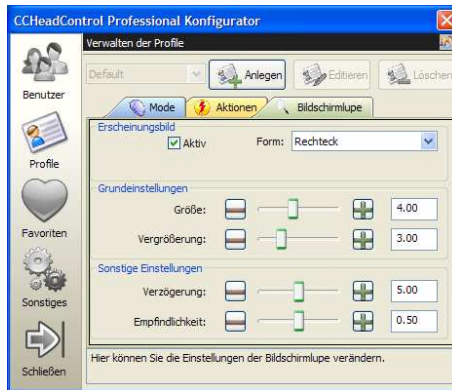 CCHeadControl Professional Konfigurator
Verwalten der Profile
Benutzer
Profile
Favoriten
Sonstiges
Schließen
Default
Anlegen
Editieren
Löschen
Mode
Aktionen
Bildschirmlupe
Erscheinungsbild
Aktiv
Form:
Rechteck
Grundeinstellungen
Größe:
4.00
Vergrößerung:
3.00
Sonstige Einstellungen
Verzögerung:
5.00
Empfindlichkeit:
0.50
Hier können Sie die Einstellungen der Bildschirmlupe verändern.